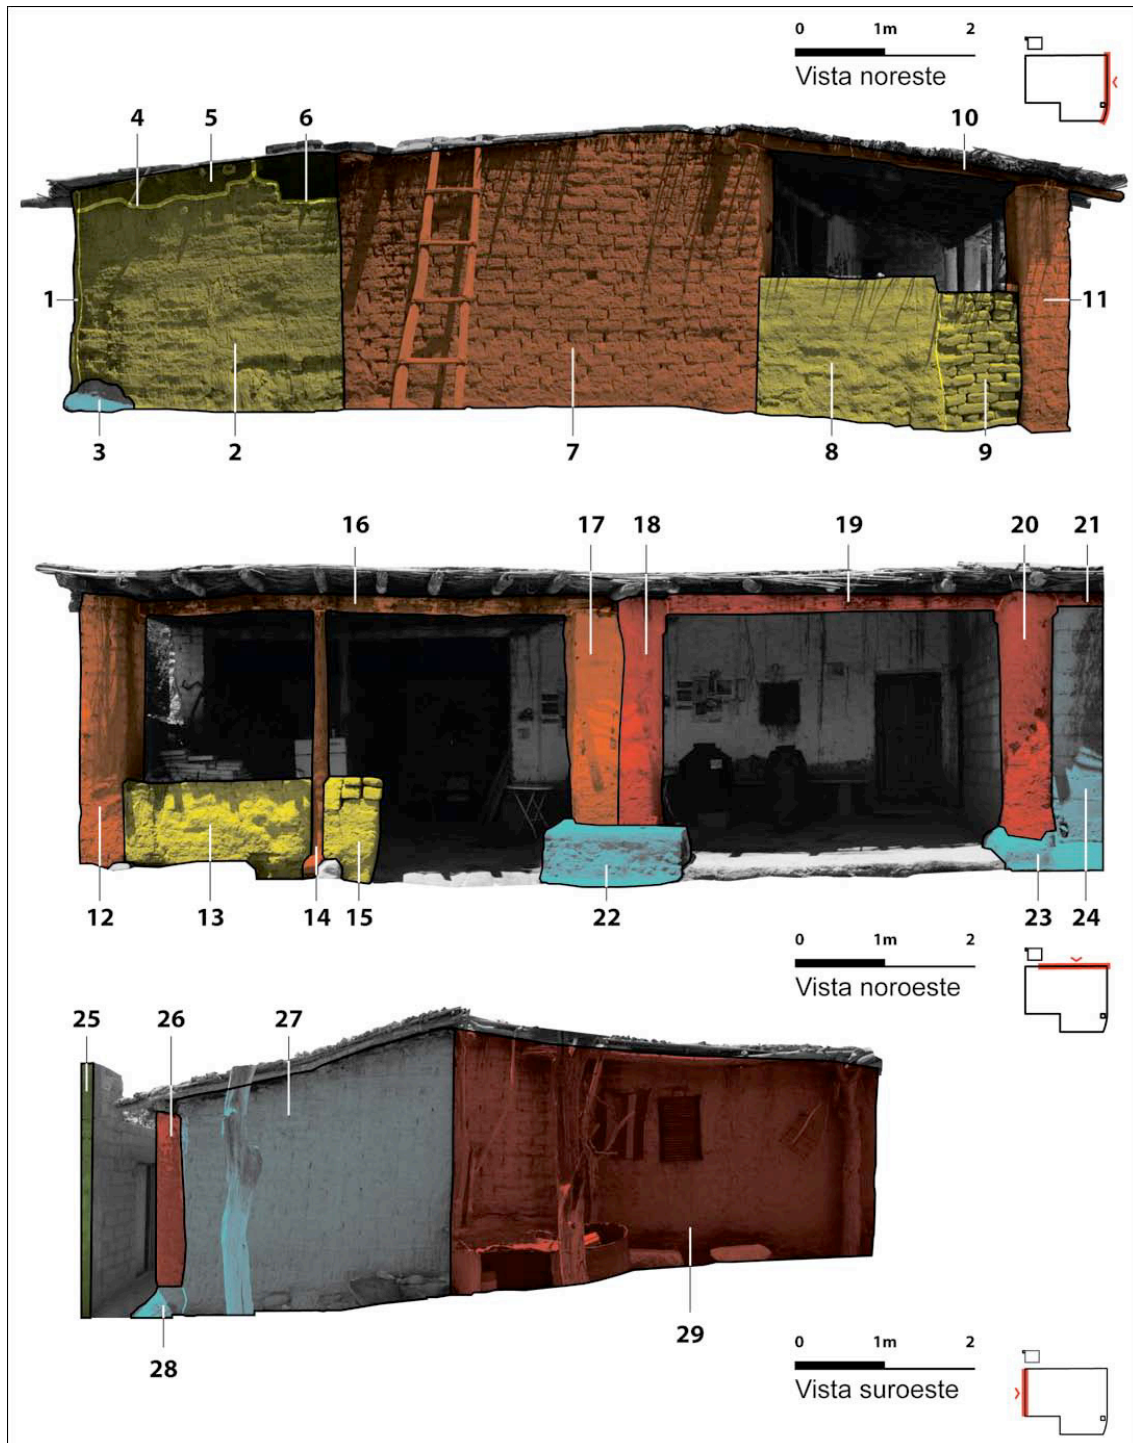 0 1m 2
Vista noreste
4 5 6 10
1 11
3 2 7 8 9
16 17 18 19 20 21
12 13 14 15 22 23 24
0 1m 2
Vista noroeste
25 26 27
29
28
0 1m 2
Vista suroeste